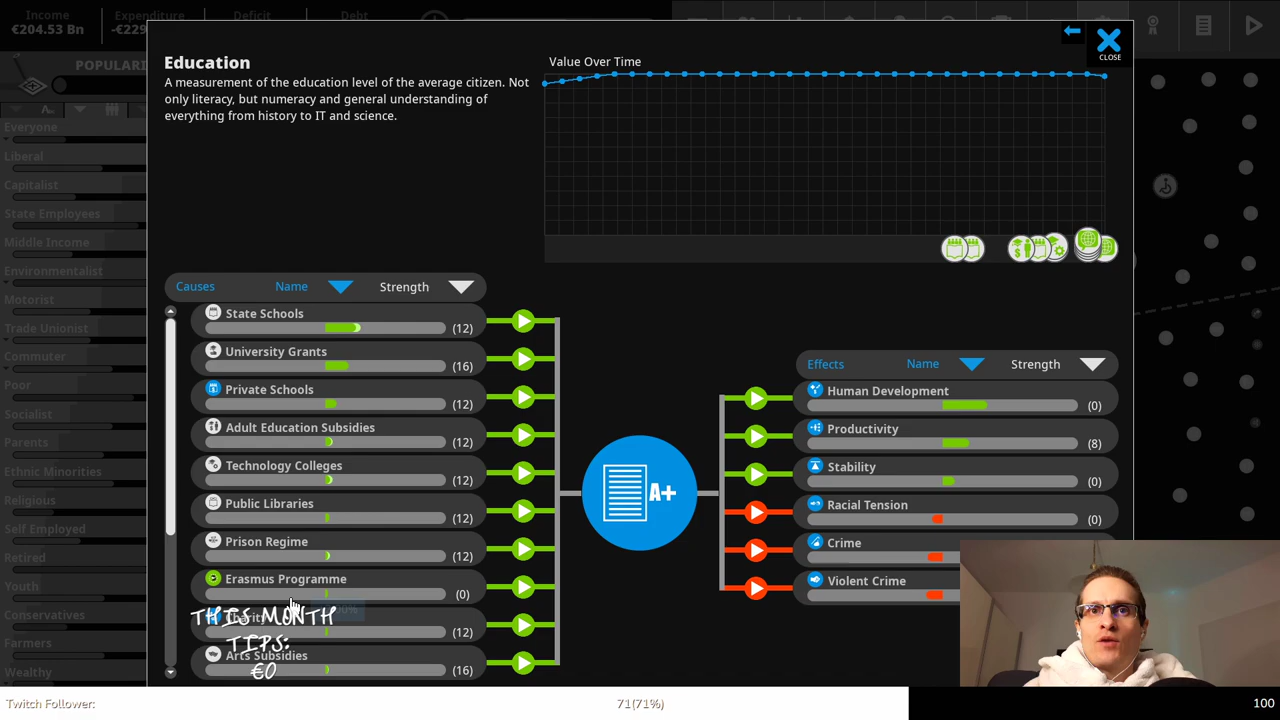 Income
Expenditure
Deficit
Debt
€204.53 Bn
-€229
POPULARI
CLOSE
Education
A measurement of the education level of the average citizen. Not
only literacy, but numeracy and general understanding of
everything from history to IT and science.
Value Over Time
Everyone
Liberal
Capitalist
State Employees
Middle Income
Environmentalist
Motorist
Trade Unionist
Commuter
Poor
Socialist
Parents
Ethnic Minorities
Religious
Self Employed
Retired
Youth
Conservatives
Farmers
Wealthy
Causes
Name
Strength
State Schools
(12)
University Grants
(16)
Private Schools
(12)
Adult Education Subsidies
(12)
Technology Colleges
(12)
Public Libraries
(12)
Prison Regime
(12)
Erasmus Programme
(0)
Charity
(12)
Arts Subsidies
(16)
THIS MONTH
TIPS:
€0
A+
Effects
Name
Strength
Human Development
(0)
Productivity
(8)
Stability
(0)
Racial Tension
(0)
Crime
Violent Crime
Twitch Follower:
71(71%)
100